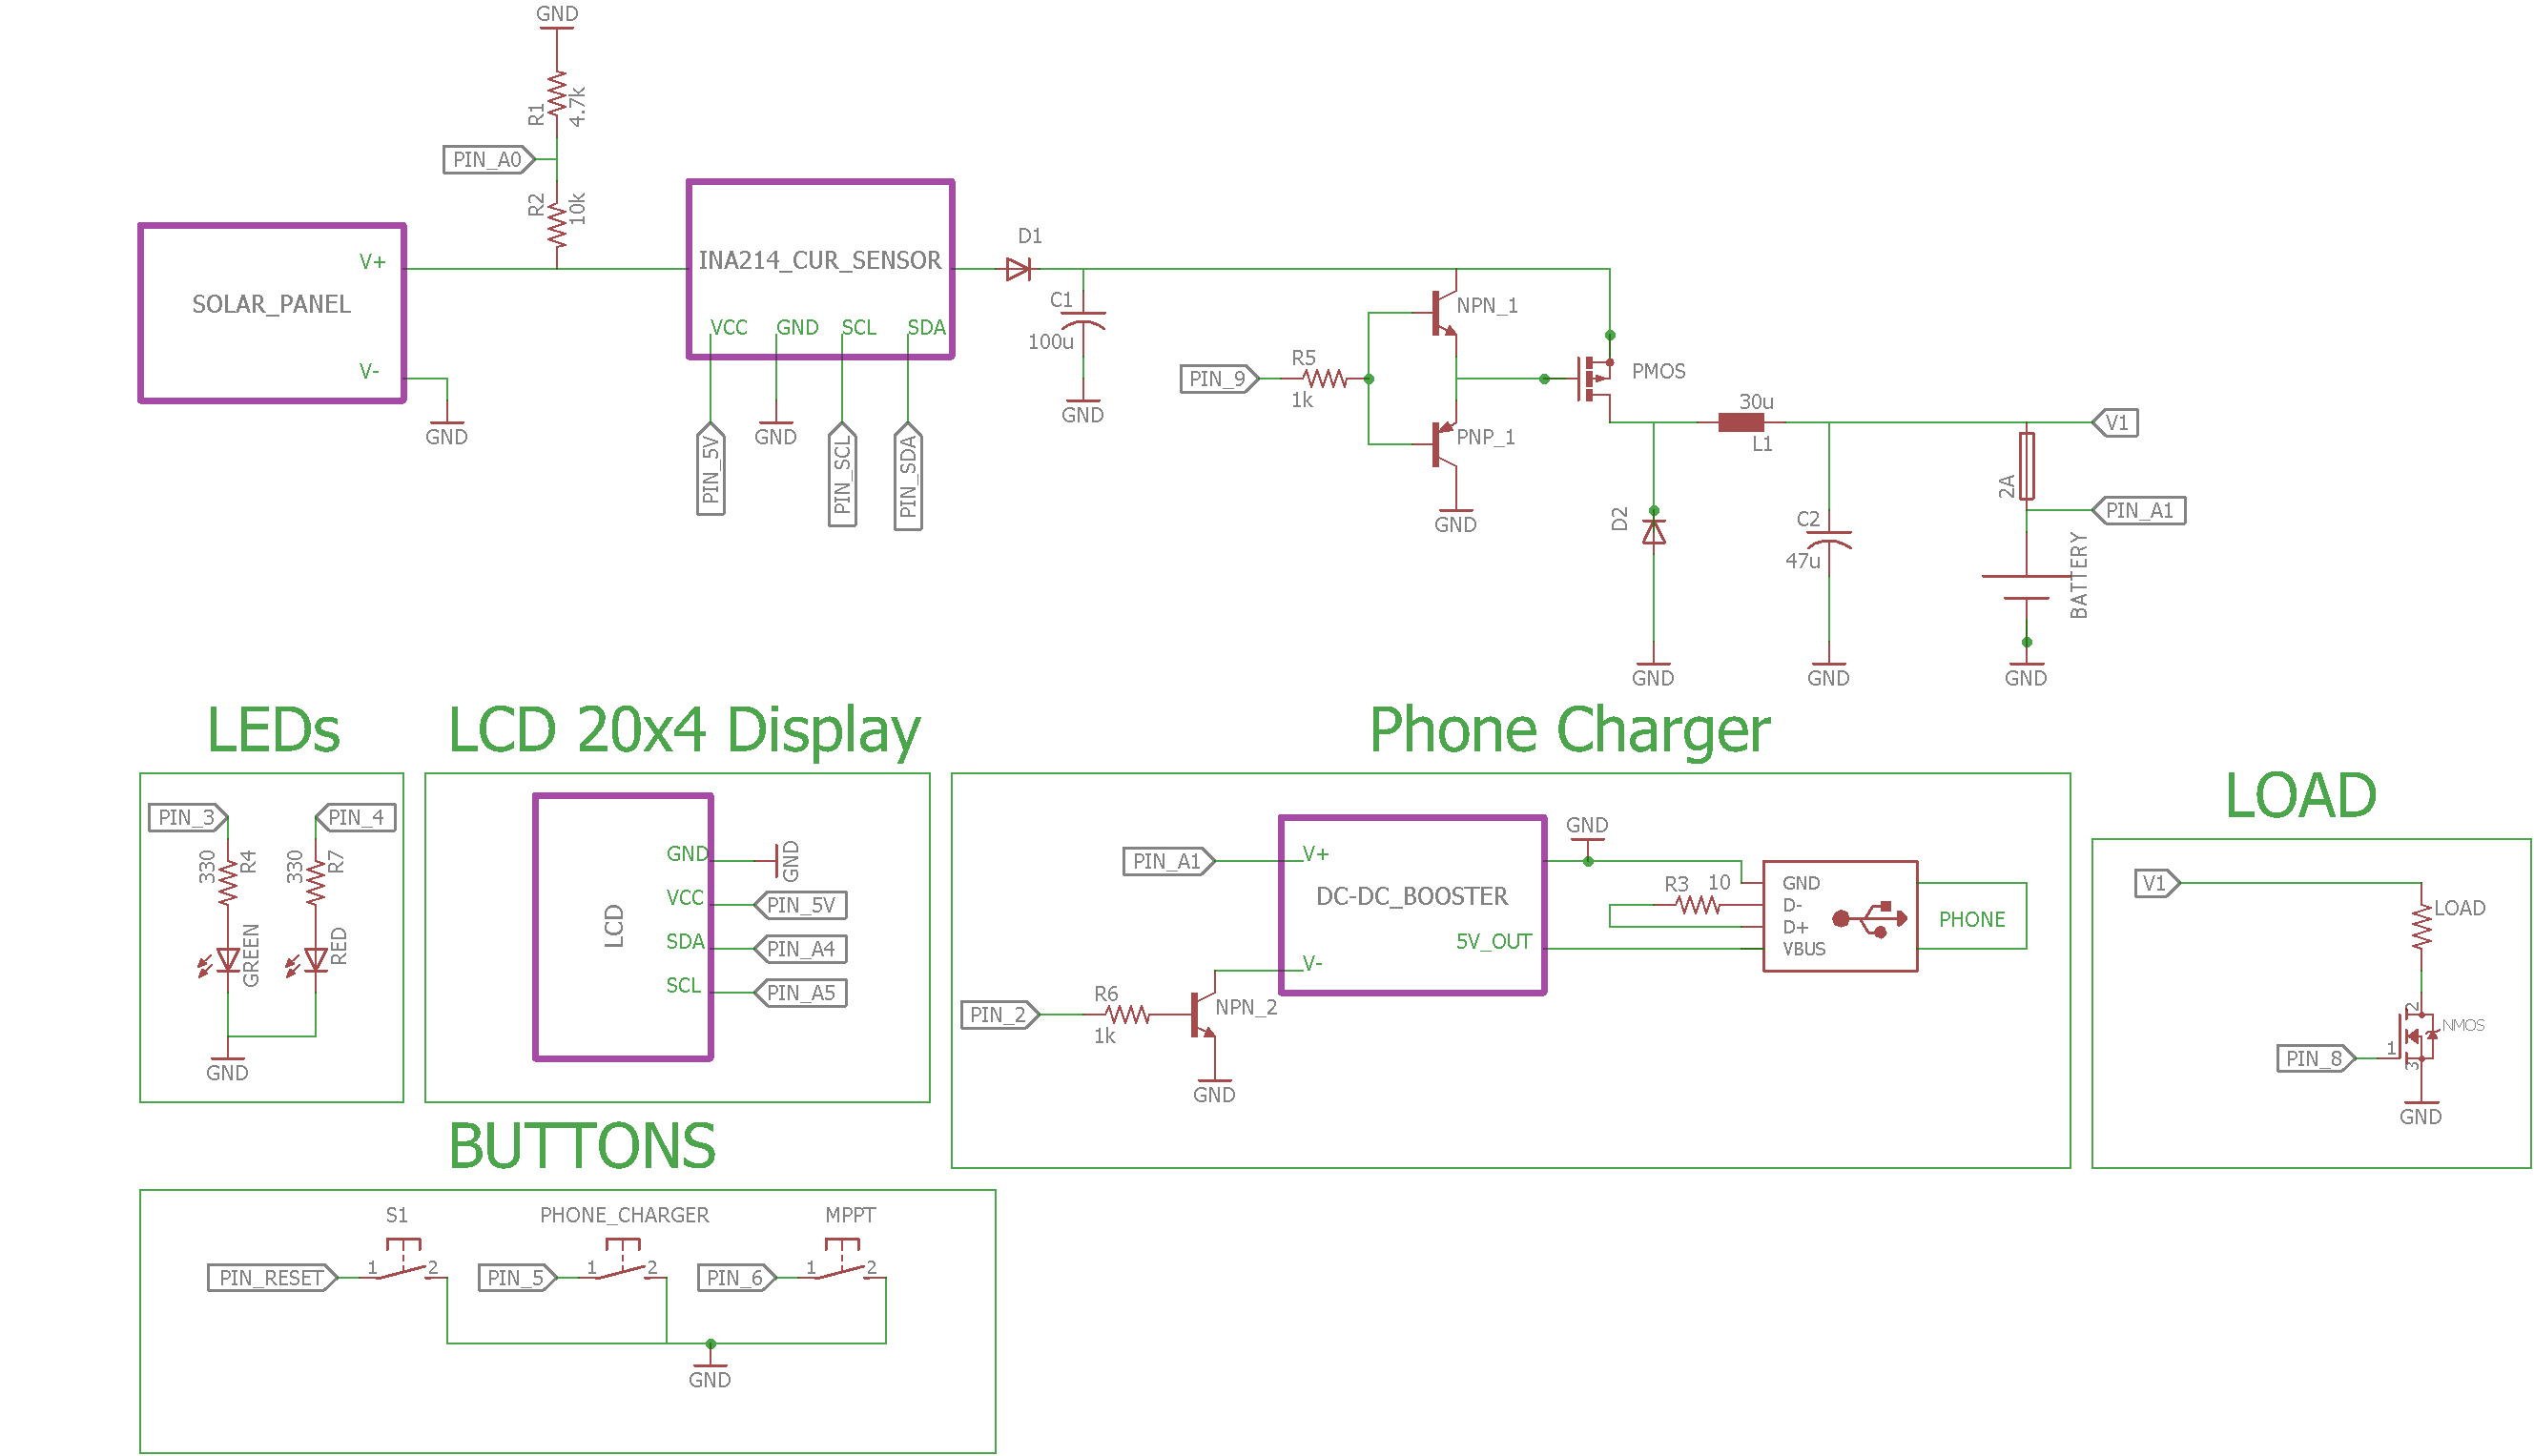 GND
R1
4.7k
PIN_A0
R2
10k
SOLAR_PANEL
V+
V-
GND
INA214_CUR_SENSOR
VCC
GND
SCL
SDA
PIN_5V
GND
PIN_SCL
PIN_SDA
D1
C1
100u
GND
PIN_9
R5
1k
NPN_1
PNP_1
GND
PMOS
30u
L1
D2
GND
C2
47u
GND
V1
2A
PIN_A1
BATTERY
GND
LEDs
PIN_3
PIN_4
330
R4
330
R7
GREEN
RED
GND
LCD 20x4 Display
LCD
GND
GND
VCC
PIN_5V
SDA
PIN_A4
SCL
PIN_A5
Phone Charger
PIN_A1
V+
DC-DC_BOOSTER
5V_OUT
V-
PIN_2
R6
1k
NPN_2
GND
GND
R3
10
GND
D-
D+
VBUS
PHONE
LOAD
V1
LOAD
2
NMOS
PIN_8
1
3
GND
BUTTONS
S1
PIN_RESET
1
2
PHONE_CHARGER
PIN_5
1
2
MPPT
PIN_6
1
2
GND